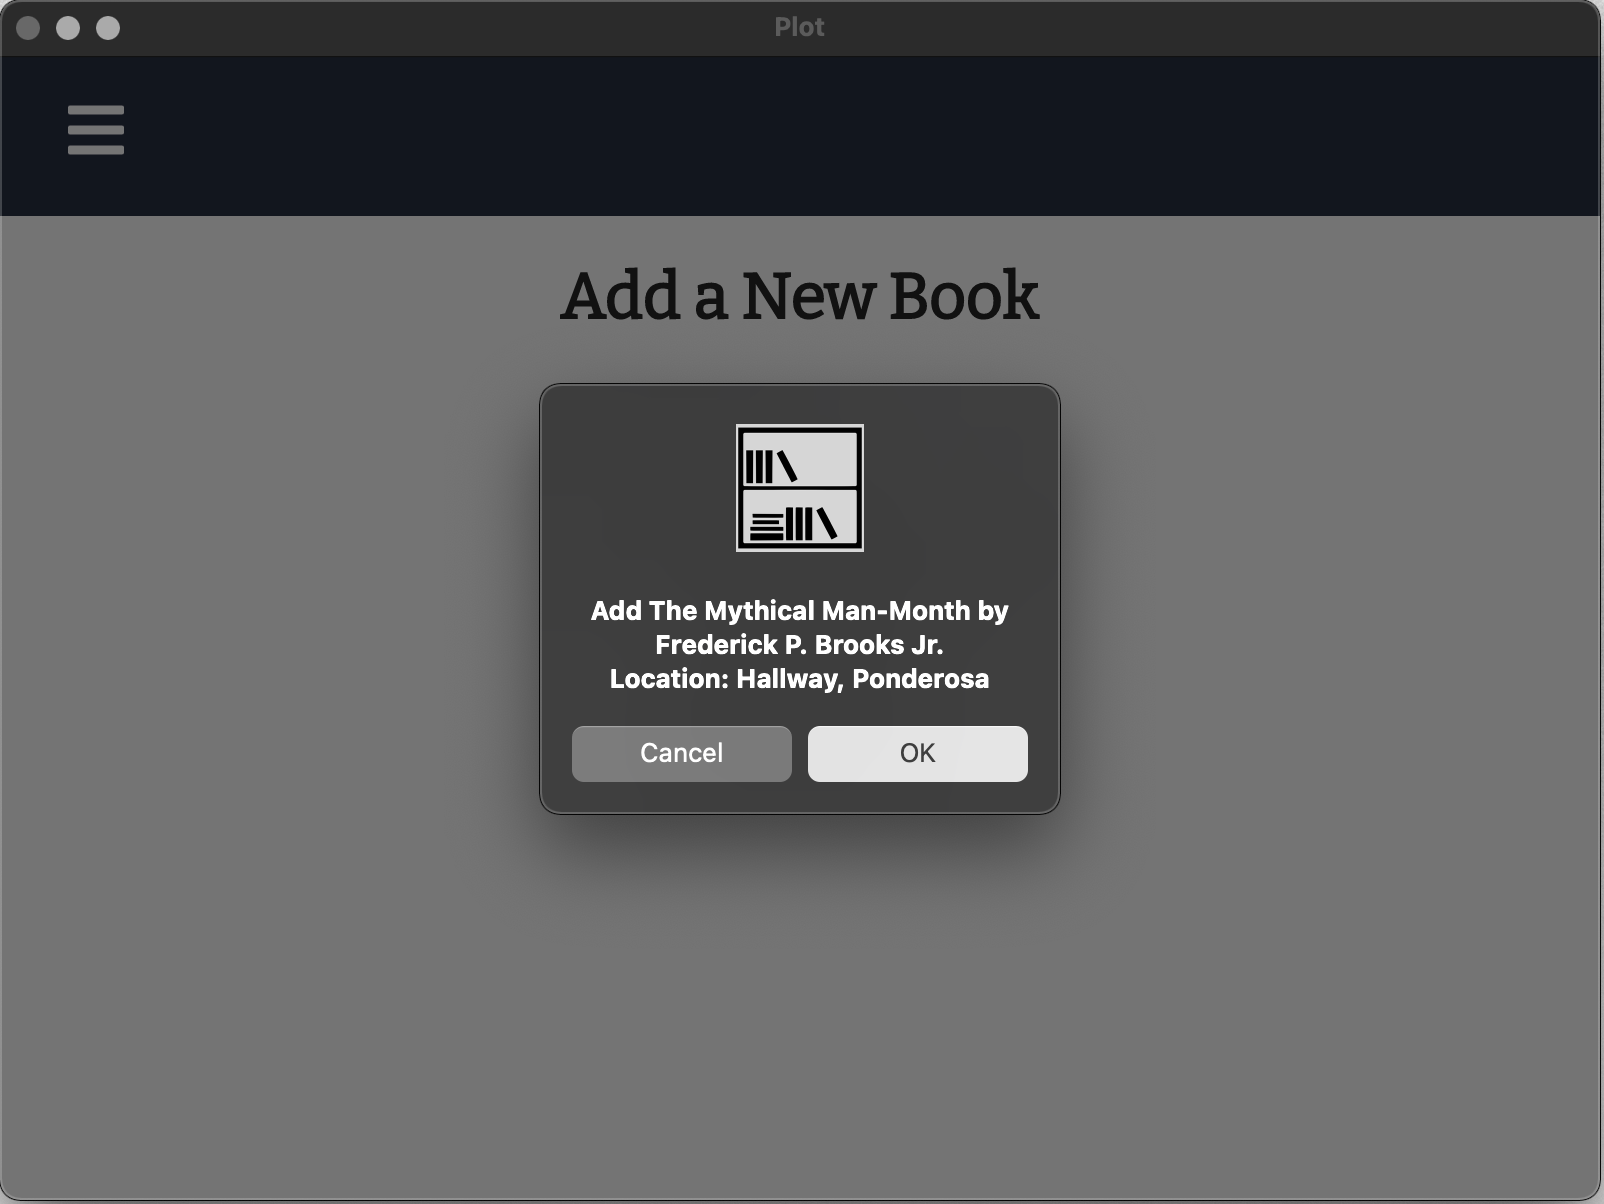 Plot
Add a New Book
Add The Mythical Man-Month by
Frederick P. Brooks Jr.
Location: Hallway, Ponderosa
Cancel
OK